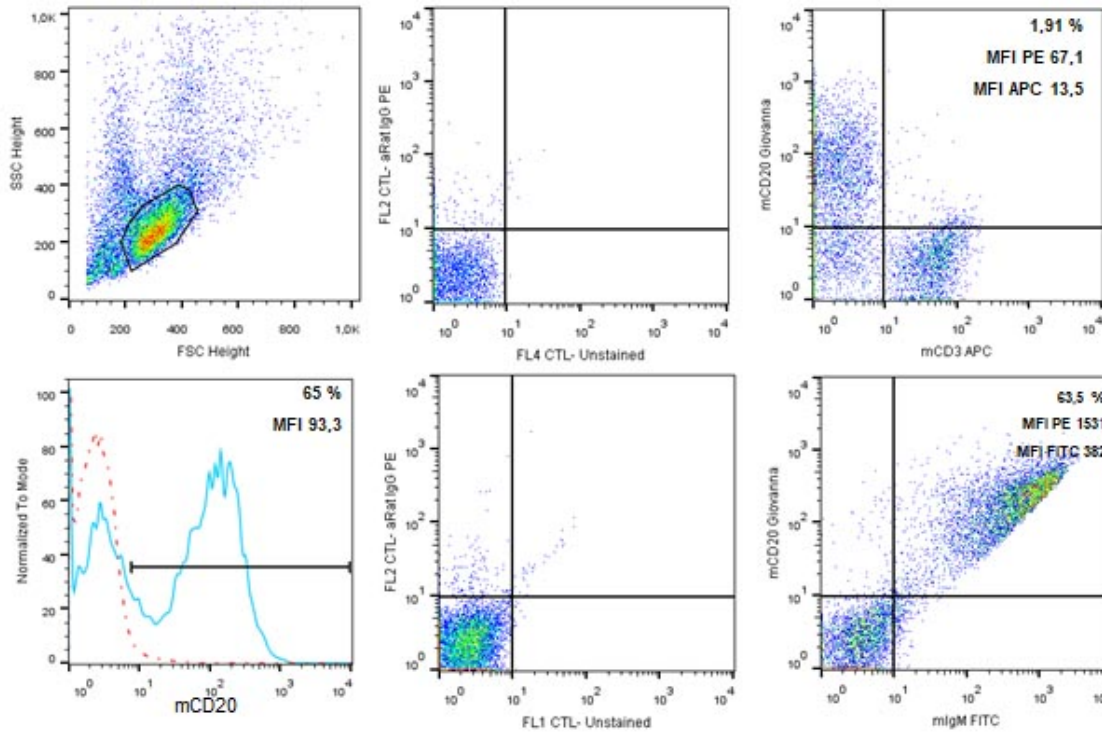 1,0K
800
600
400
200
0
SSC Height
0 200 400 600 800 1,0K
FSC Height
10^4
10^3
10^2
10^1
10^0
FL2 CTL- aRat IgG PE
10^0 10^1 10^2 10^3 10^4
FL4 CTL- Unstained
1,91 %
MFI PE 67,1
MFI APC 13,5
10^4
10^3
10^2
10^1
10^0
mCD20 Giovanna
10^0 10^1 10^2 10^3 10^4
mCD3 APC
65 %
MFI 93,3
100
80
60
40
20
0
Normalized To Mode
10^0 10^1 10^2 10^3 10^4
mCD20
10^4
10^3
10^2
10^1
10^0
FL2 CTL- aRat IgG PE
10^0 10^1 10^2 10^3 10^4
FL1 CTL- Unstained
63,5 %
MFI PE 1531
MFI FITC 382
10^4
10^3
10^2
10^1
10^0
mCD20 Giovanna
10^0 10^1 10^2 10^3 10^4
mIgM FITC